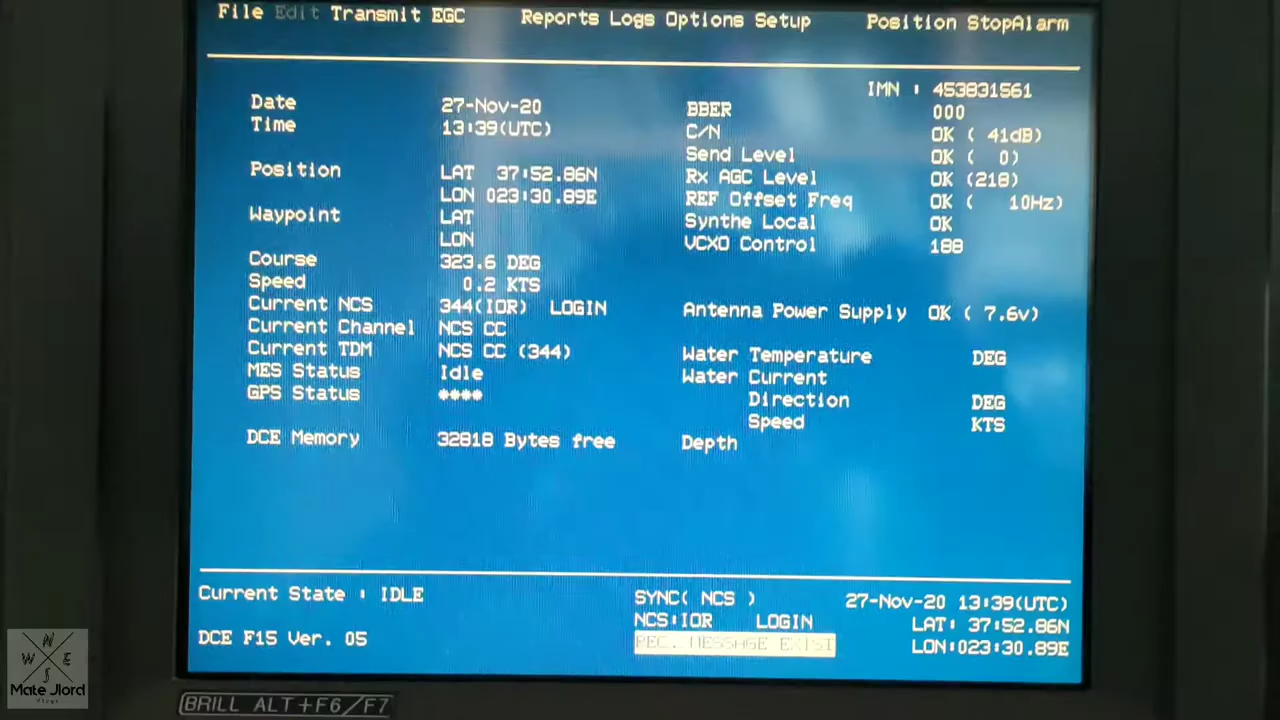 File Edit Transmit EGC Reports Logs Options Setup Position StopAlarm
IMN : 453831561
Date 27-Nov-20 BBER 000
Time 13:39(UTC) C/N OK ( 41dB)
Send Level OK ( 0)
Position LAT 37:52.86N Rx AGC Level OK (218)
LON 023:30.89E REF Offset Freq OK ( 10Hz)
Waypoint LAT Synthe Local OK
LON VCXO Control 188
Course 323.6 DEG
Speed 0.2 KTS
Current NCS 344(IOR) LOGIN Antenna Power Supply OK ( 7.6v)
Current Channel NCS CC
Current TDM NCS CC (344) Water Temperature DEG
MES Status Idle Water Current
GPS Status **** Direction DEG
Speed KTS
DCE Memory 32818 Bytes free Depth
Current State : IDLE SYNC( NCS ) 27-Nov-20 13:39(UTC)
NCS:IOR LOGIN LAT: 37:52.86N
DCE F15 Ver. 05 REC. MESSAGE EXIST LON:023:30.89E
N
W E
S
Mate Jlord
Vlogs
BRILL ALT+F6/F7